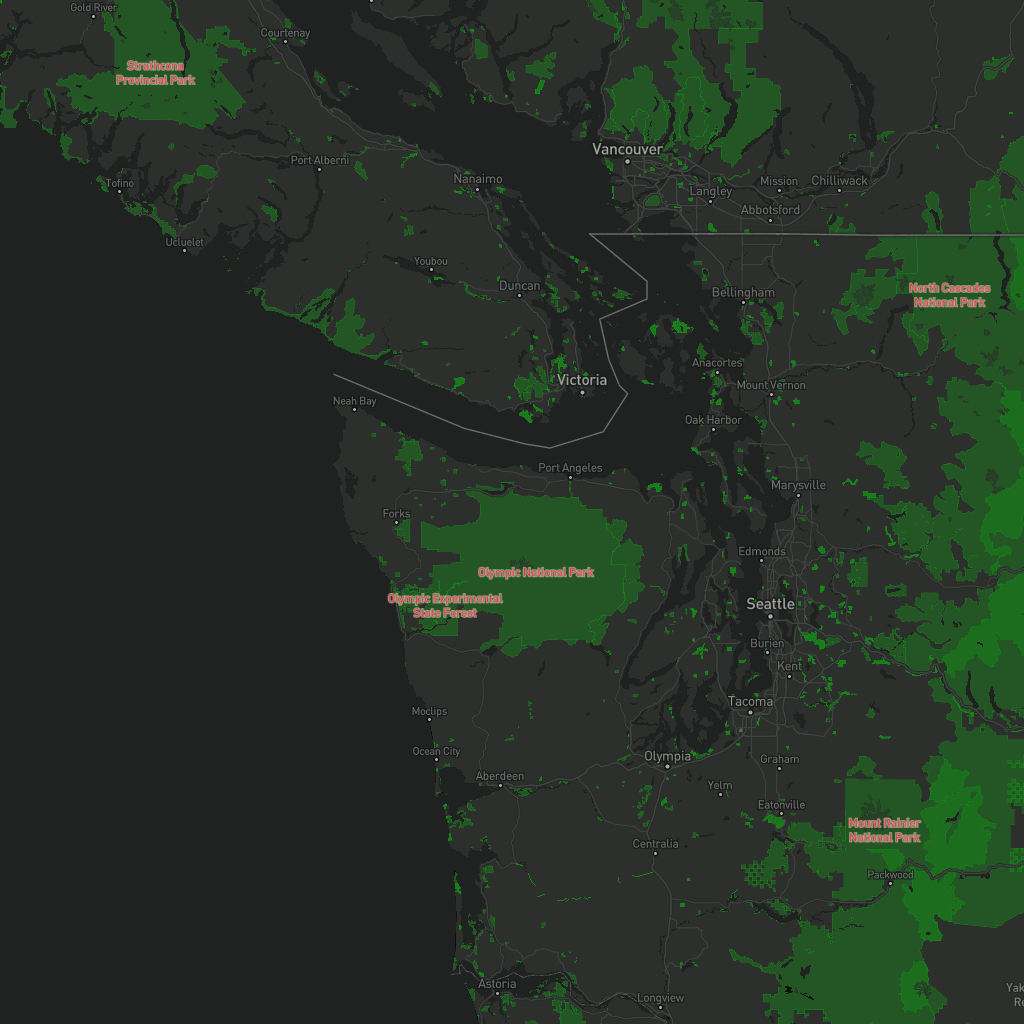 Gold River
Courtenay
Strathcona
Provincial Park
Vancouver
Port Alberni
Nanaimo
Tofino
Langley
Mission
Chilliwack
Abbotsford
Ucluelet
Youbou
Duncan
Bellingham
North Cascades
National Park
Anacortes
Victoria
Mount Vernon
Neah Bay
Oak Harbor
Port Angeles
Marysville
Forks
Edmonds
Olympic National Park
Olympic Experimental
State Forest
Seattle
Burien
Kent
Tacoma
Moclips
Ocean City
Olympia
Graham
Aberdeen
Yelm
Eatonville
Mount Rainier
National Park
Centralia
Packwood
Astoria
Longview